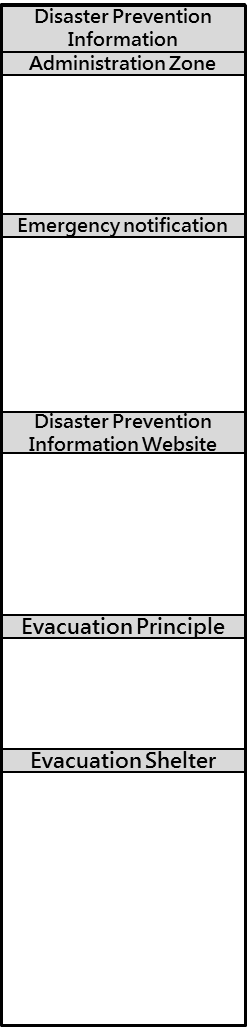 Disaster Prevention
Information
Administration Zone
Emergency notification
Disaster Prevention
Information Website
Evacuation Principle
Evacuation Shelter